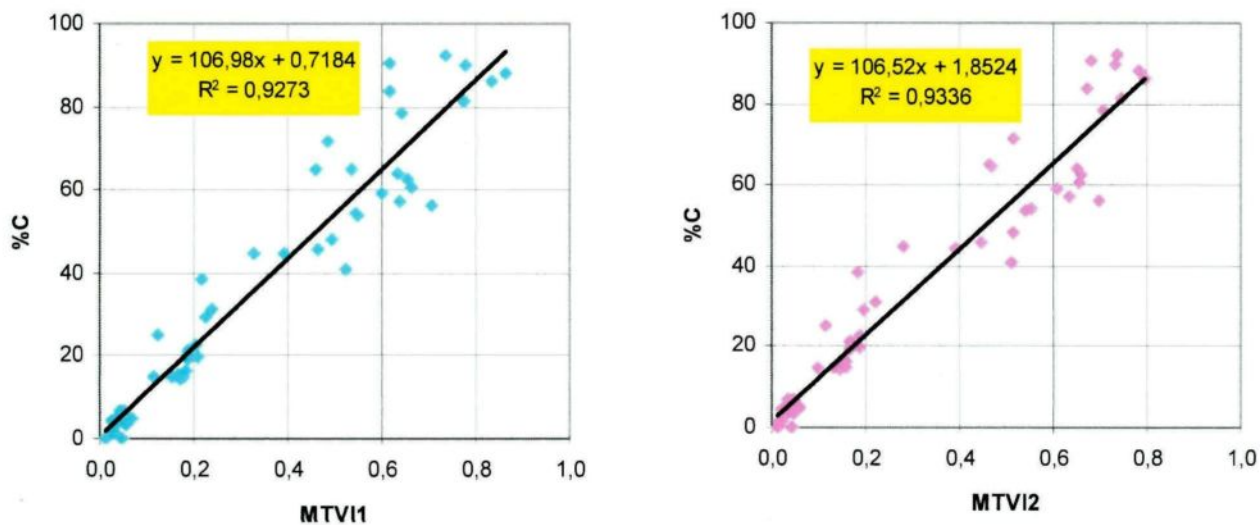 100
80
60
40
20
0
%C
y = 106,98x + 0,7184
R² = 0,9273
0,0 0,2 0,4 0,6 0,8 1,0
MTVI1
100
80
60
40
20
0
%C
y = 106,52x + 1,8524
R² = 0,9336
0,0 0,2 0,4 0,6 0,8 1,0
MTVI2